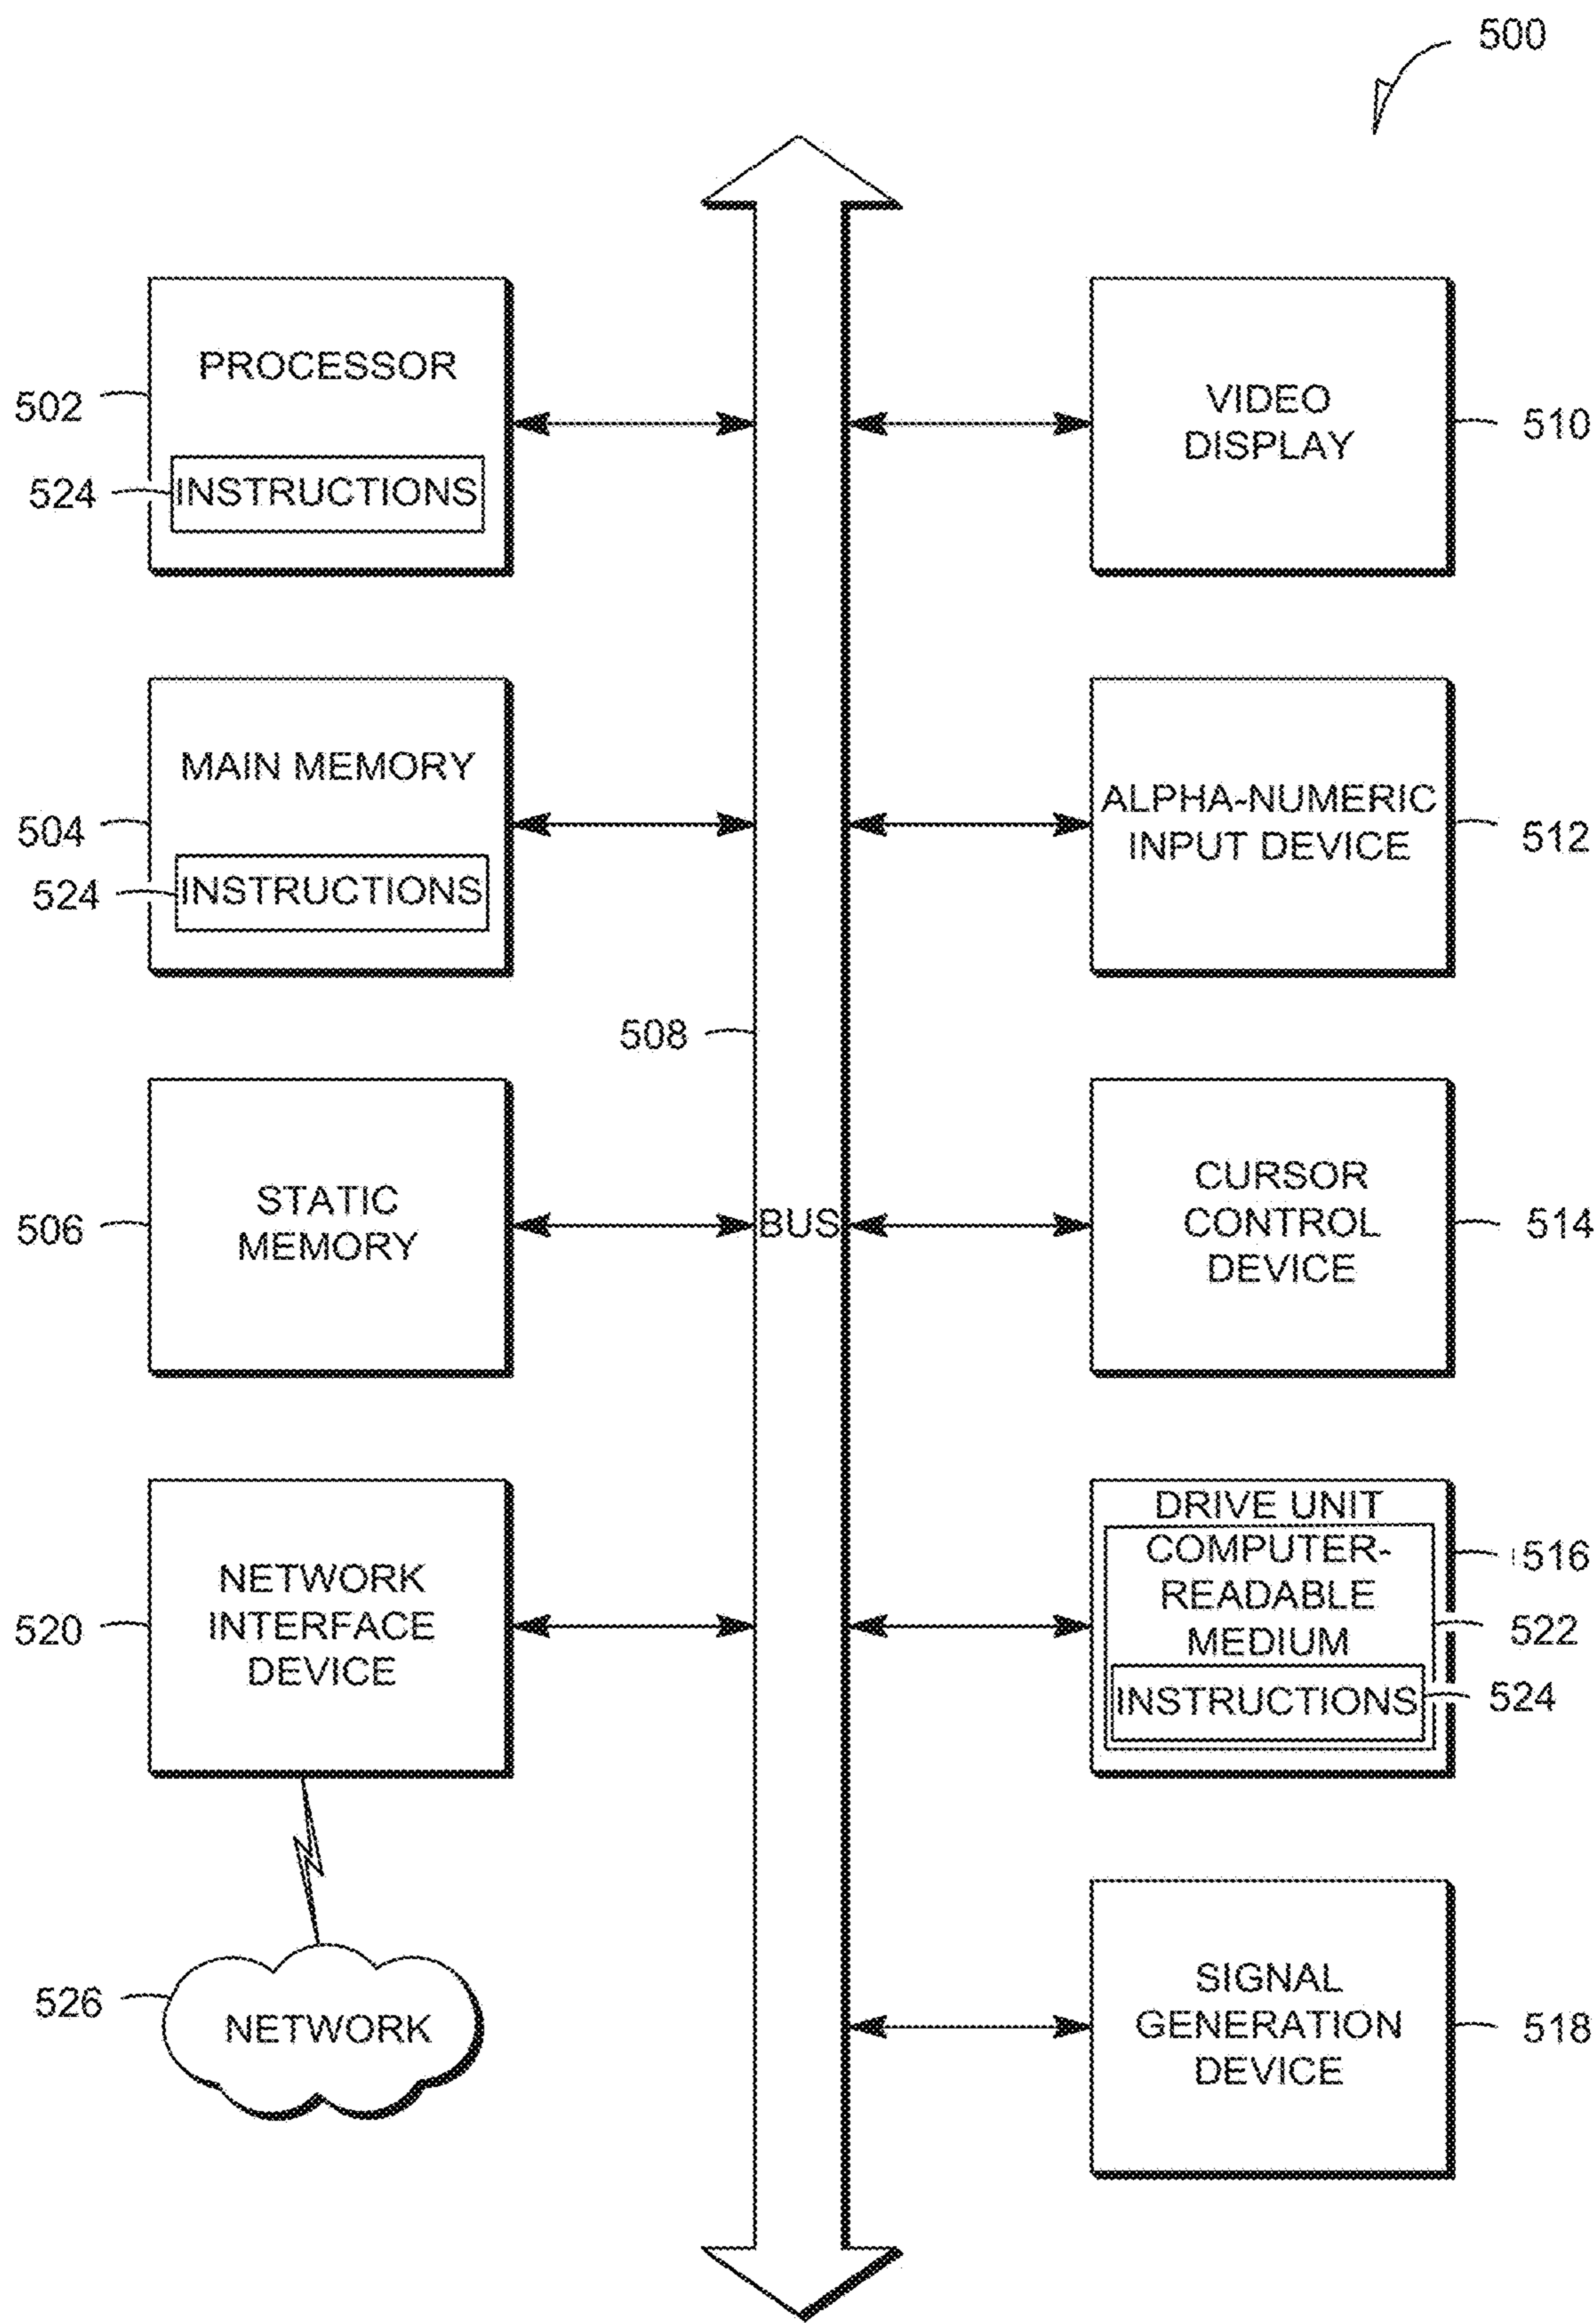 500
PROCESSOR
502
524
INSTRUCTIONS
VIDEO
DISPLAY
510
MAIN MEMORY
504
524
INSTRUCTIONS
ALPHA-NUMERIC
INPUT DEVICE
512
508
STATIC
MEMORY
506
BUS
CURSOR
CONTROL
DEVICE
514
NETWORK
INTERFACE
DEVICE
520
DRIVE UNIT
COMPUTER-
READABLE
MEDIUM
INSTRUCTIONS
516
522
524
526
NETWORK
SIGNAL
GENERATION
DEVICE
518